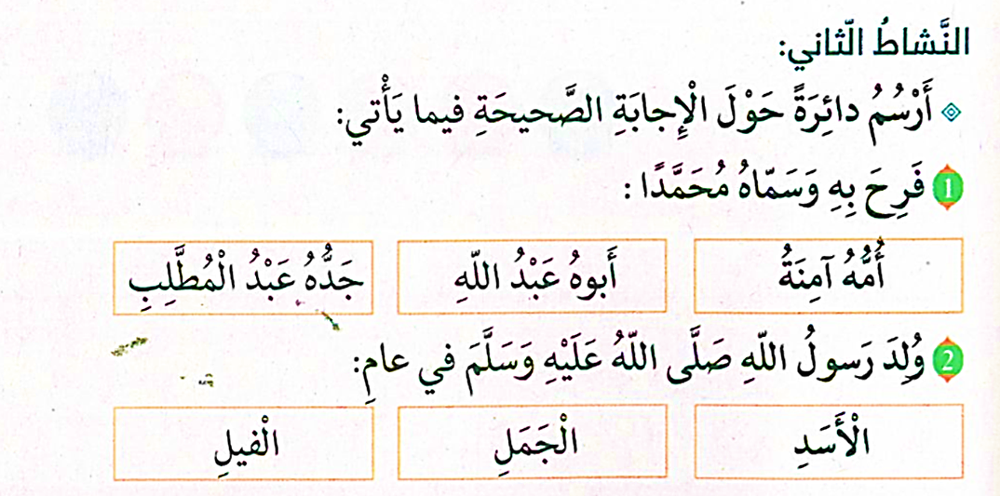 النَّشاطُ الثّاني:
أَرْسُمُ دائِرَةً حَوْلَ الْإِجابَةِ الصَّحيحَةِ فيما يَأْتي:
1 فَرِحَ بِهِ وَسَمّاهُ مُحَمَّدًا :
أُمُّهُ آمِنَةُ أَبوهُ عَبْدُ اللّهِ جَدُّهُ عَبْدُ الْمُطَّلِبِ
2 وُلِدَ رَسولُ اللّهِ صَلَّى اللّهُ عَلَيْهِ وَسَلَّمَ في عامِ:
الْأَسَدِ الْجَمَلِ الْفيلِ